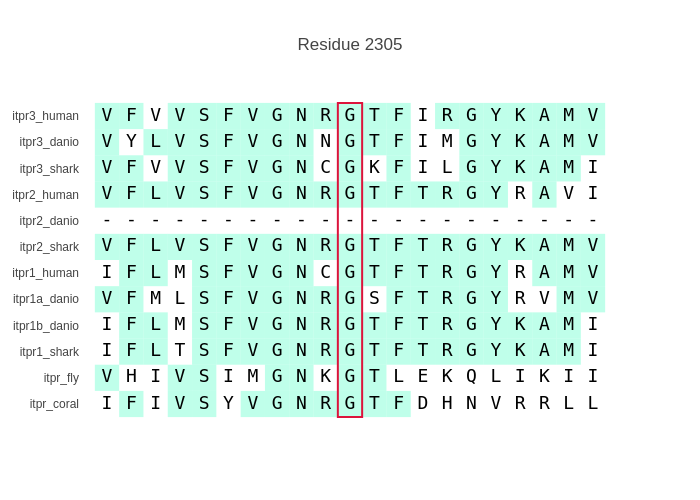 Residue 2305
itpr3_human V F V V S F V G N R G T F I R G Y K A M V
itpr3_danio V Y L V S F V G N N G T F I M G Y K A M V
itpr3_shark V F V V S F V G N C G K F I L G Y K A M I
itpr2_human V F L V S F V G N R G T F T R G Y R A V I
itpr2_danio - - - - - - - - - - - - - - - - - - - - -
itpr2_shark V F L V S F V G N R G T F T R G Y K A M V
itpr1_human I F L M S F V G N C G T F T R G Y R A M V
itpr1a_danio V F M L S F V G N R G S F T R G Y R V M V
itpr1b_danio I F L M S F V G N R G T F T R G Y K A M I
itpr1_shark I F L T S F V G N R G T F T R G Y K A M I
itpr_fly V H I V S I M G N K G T L E K Q L I K I I
itpr_coral I F I V S Y V G N R G T F D H N V R R L L